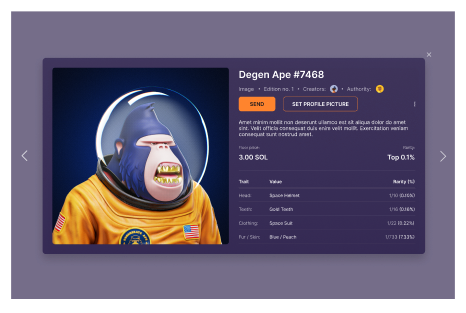 Degen Ape #7468
Image • Edition no. 1 • Creators: • Authority:
SEND
SET PROFILE PICTURE
Amet minim mollit non deserunt ullamco est sit aliqua dolor do amet
sint. Velit officia consequat duis enim velit mollit. Exercitation veniam
consequat sunt nostrud amet.
Rarity:
3.00 SOL
Top 0.1%
Trait Value Rarity (%)
Head: Space Helmet 1/10 (0.10%)
Teeth: Gold Teeth 1/16 (0.16%)
Clothing: Space Suit 1/22 (0.22%)
Fur / Skin: Blue / Peach 1/733 (7.33%)